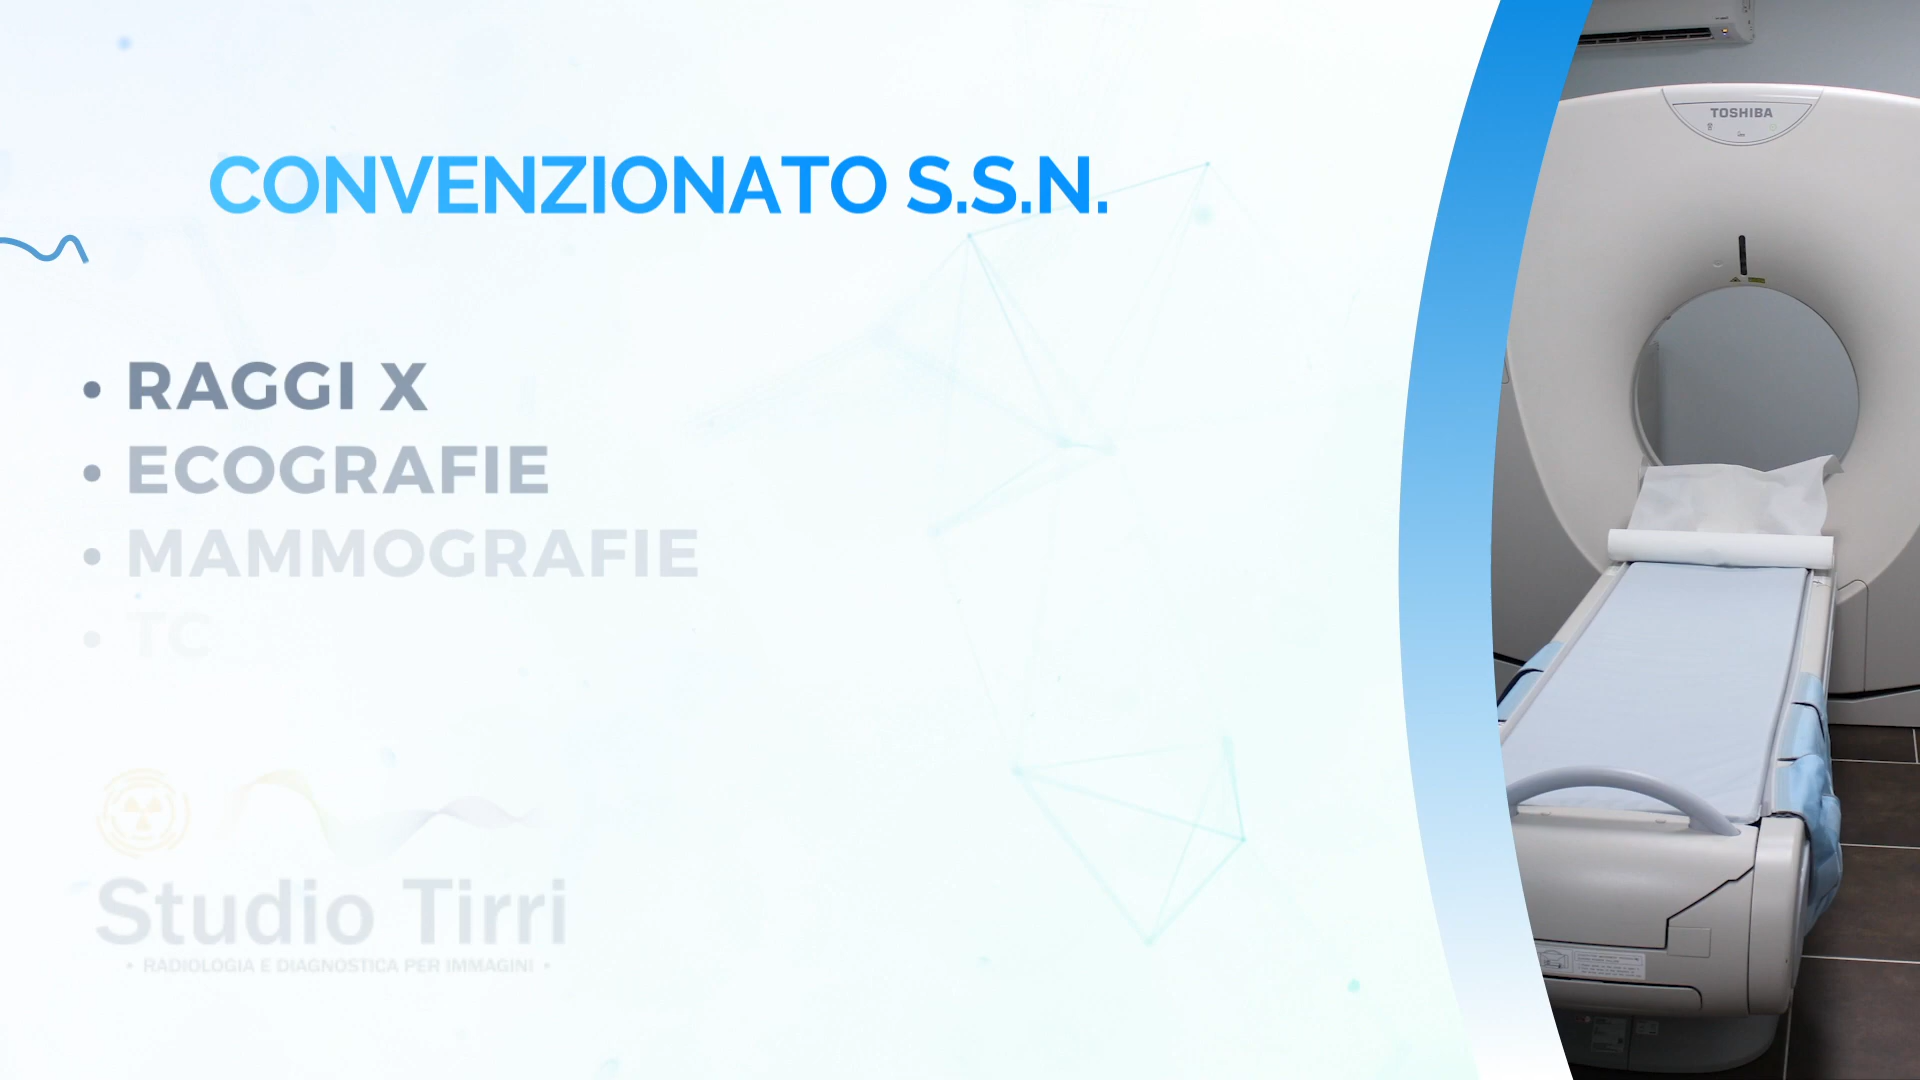 CONVENZIONATO S.S.N.
• RAGGI X
• ECOGRAFIE
• MAMMOGRAFIE
• TC
Studio Tirri
• RADIOLOGIA E DIAGNOSTICA PER IMMAGINI •
TOSHIBA